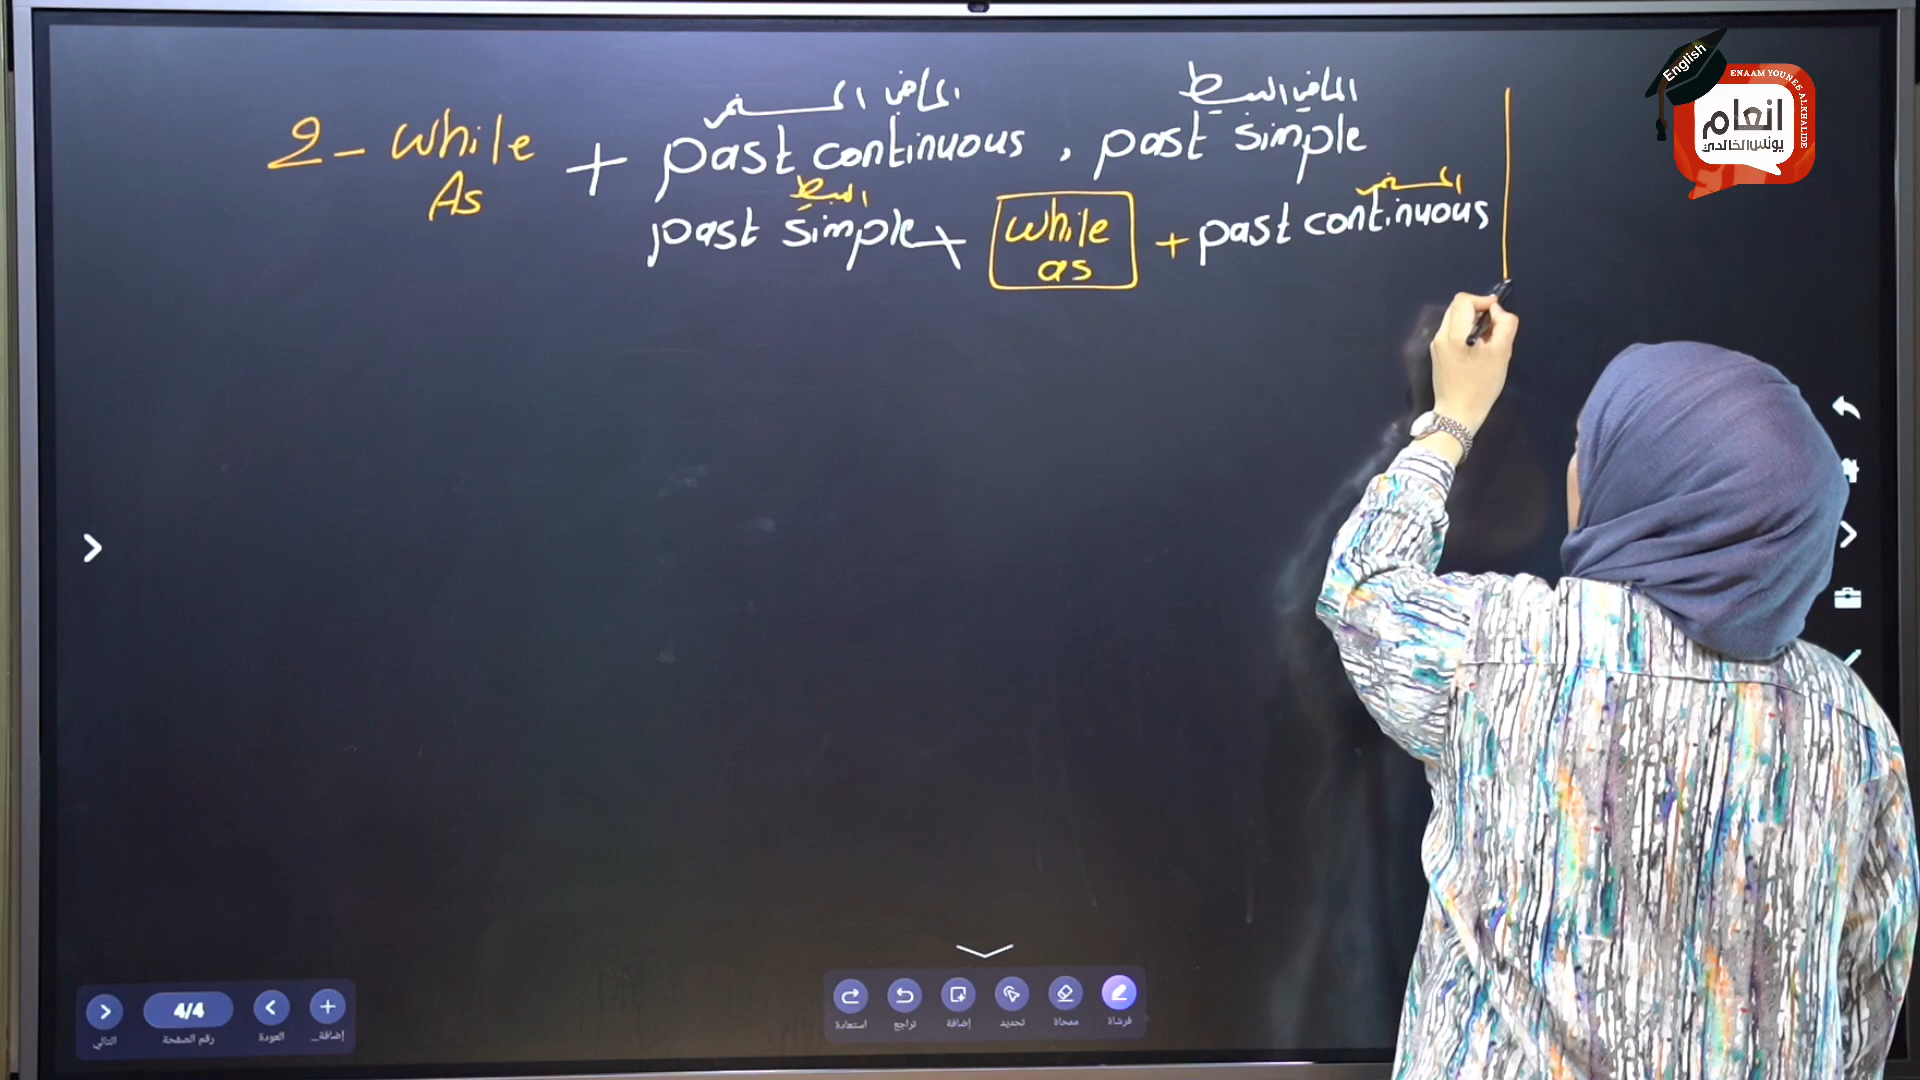 الماضي المستمر
الماضي البسيط
2- While + past continuous , past simple
As
البسيط
المستمر
past simple + while + past continuous
as
English
ENAAM YOUNES ALKHALIDE
انعام
يونس الخالدي
4/4
التالي
رقم الصفحة
العودة
إضافة...
استعادة
تراجع
إضافة
تحديد
ممحاة
فرشاة